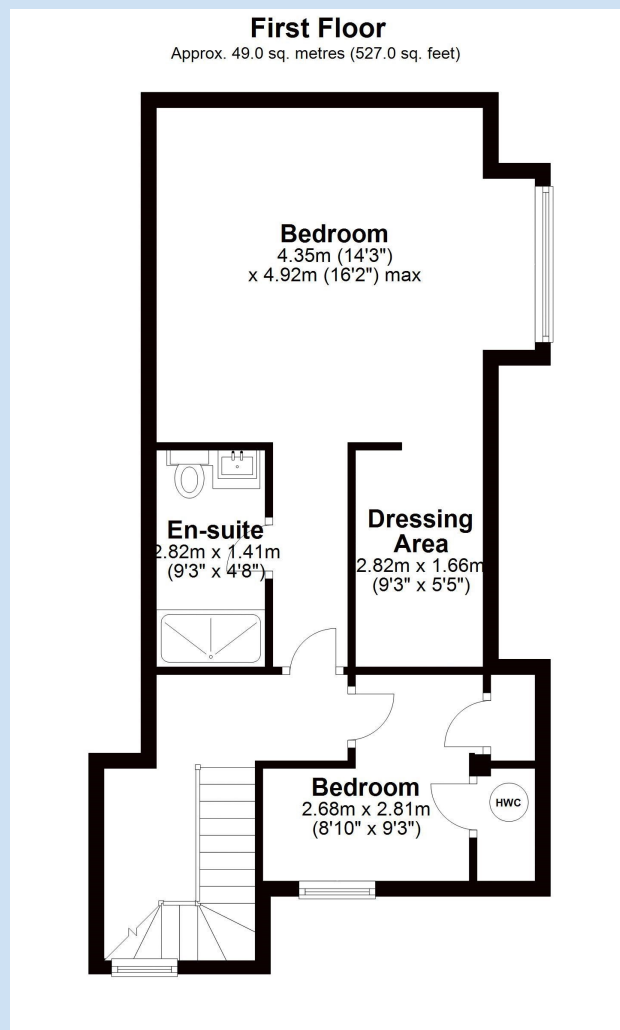 First Floor
Approx. 49.0 sq. metres (527.0 sq. feet)
Bedroom
4.35m (14'3")
x 4.92m (16'2") max
En-suite
2.82m x 1.41m
(9'3" x 4'8")
Dressing
Area
2.82m x 1.66m
(9'3" x 5'5")
Bedroom
2.68m x 2.81m
(8'10" x 9'3")
HWC